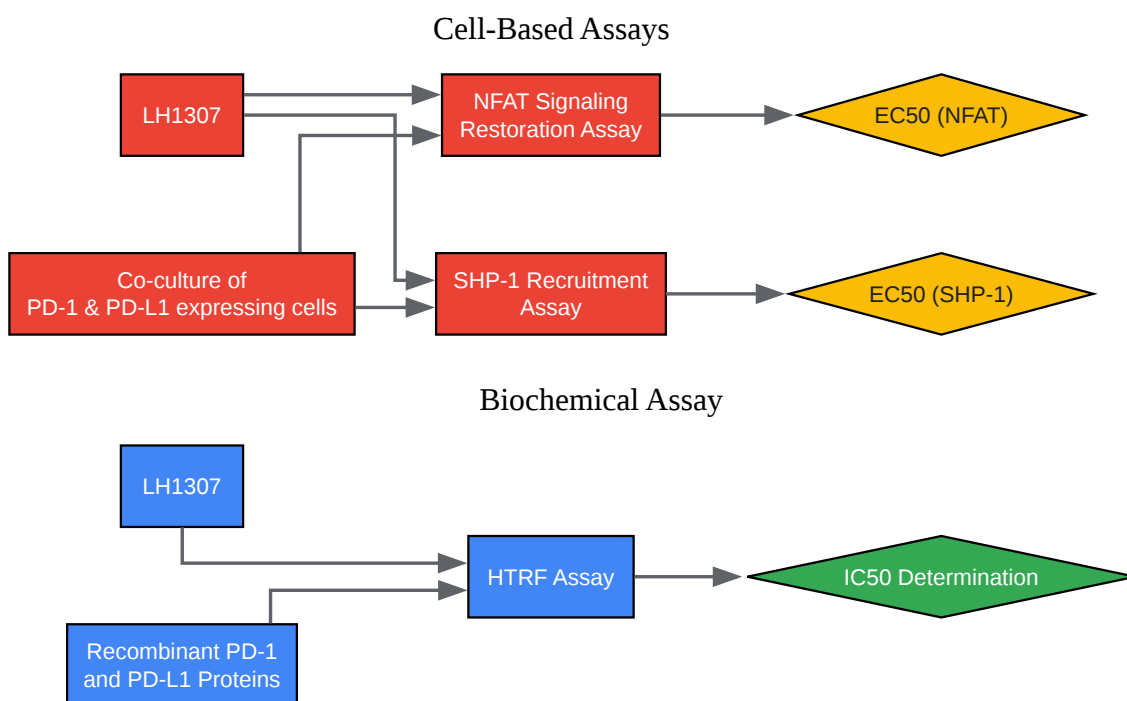 Cell-Based Assays
LH1307
NFAT Signaling
Restoration Assay
EC50 (NFAT)
Co-culture of
PD-1 & PD-L1 expressing cells
SHP-1 Recruitment
Assay
EC50 (SHP-1)
Biochemical Assay
LH1307
HTRF Assay
IC50 Determination
Recombinant PD-1
and PD-L1 Proteins